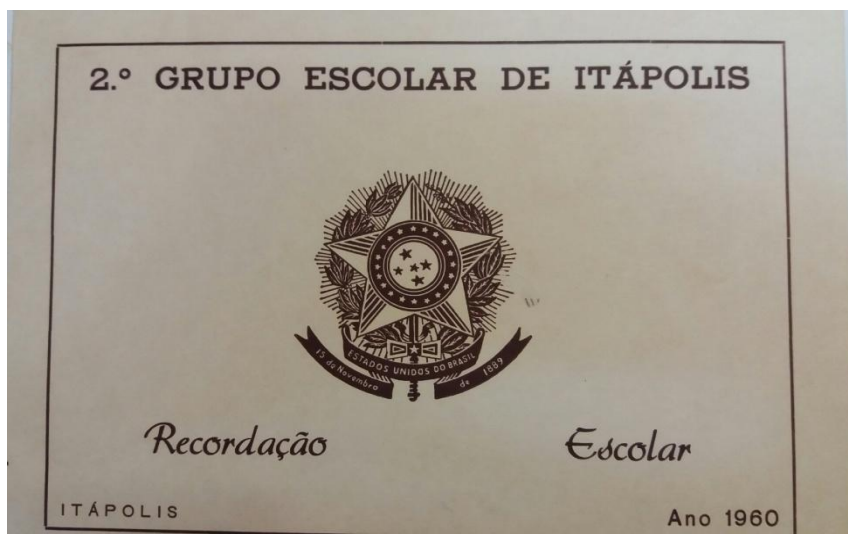 2.º GRUPO ESCOLAR DE ITÁPOLIS
ESTADOS UNIDOS DO BRASIL
15 de Novembro de 1889
Recordação Escolar
ITÁPOLIS Ano 1960